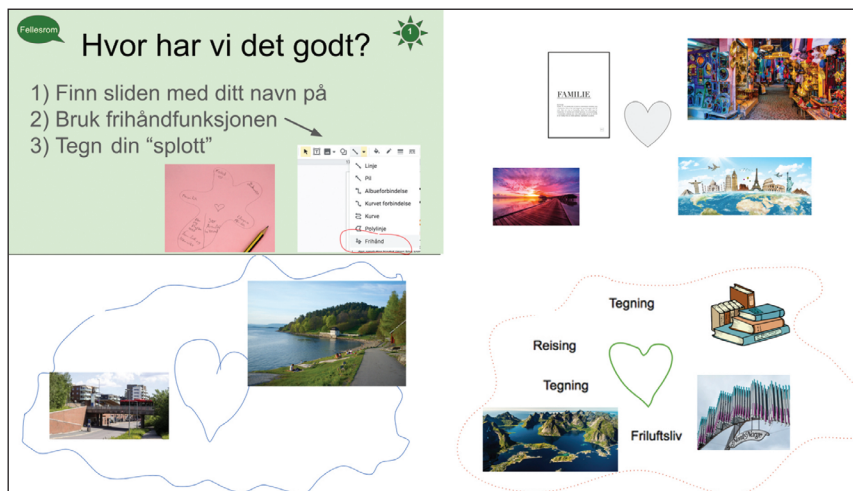 Fellesrom
Hvor har vi det godt?
1
1) Finn sliden med ditt navn på
2) Bruk frihåndfunksjonen
3) Tegn din “splott”
Linje
Pil
Albueforbindelse
Kurvet forbindelse
Kurve
Polylinje
Frihånd
FAMILIE
Tegning
Reising
Tegning
Friluftsliv